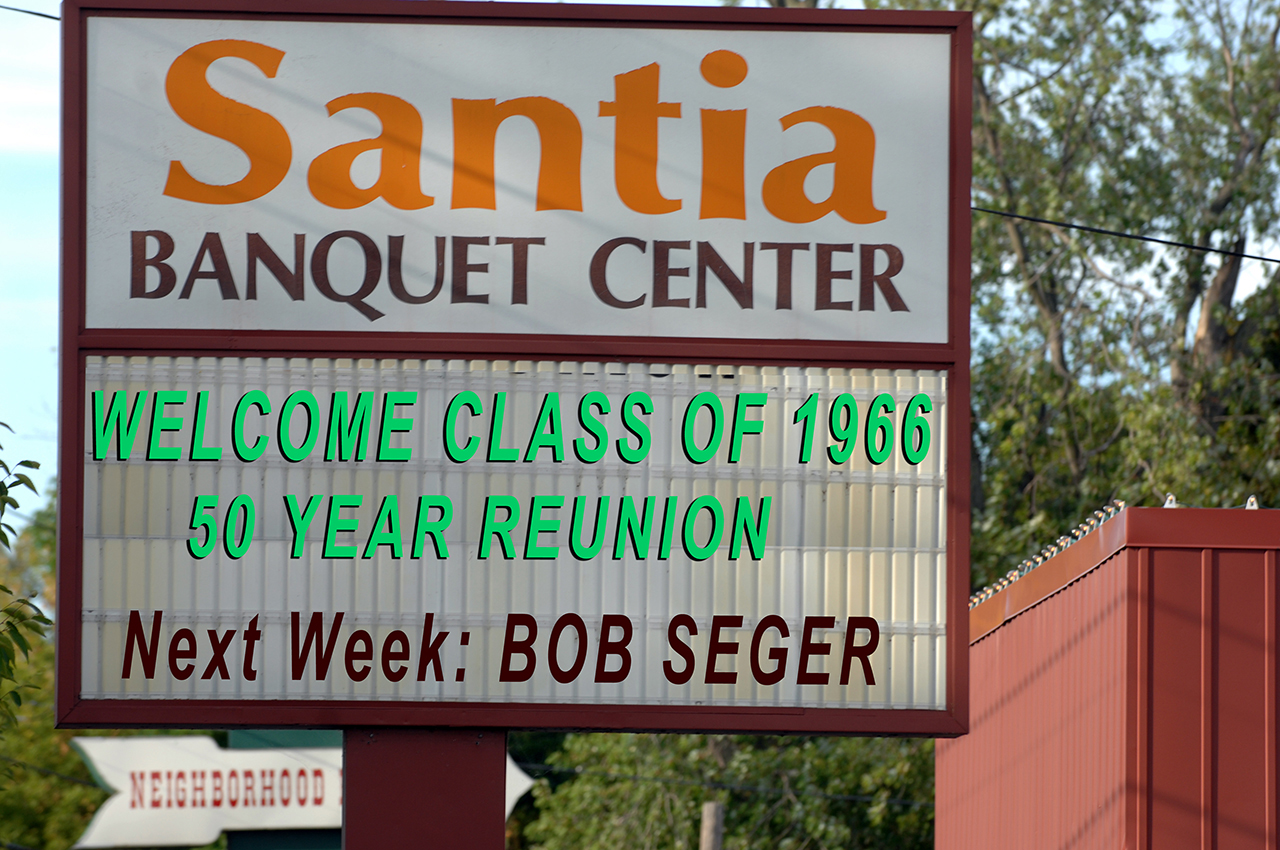 Santia
BANQUET CENTER
WELCOME CLASS OF 1966
50 YEAR REUNION
Next Week: BOB SEGER
NEIGHBORHOOD